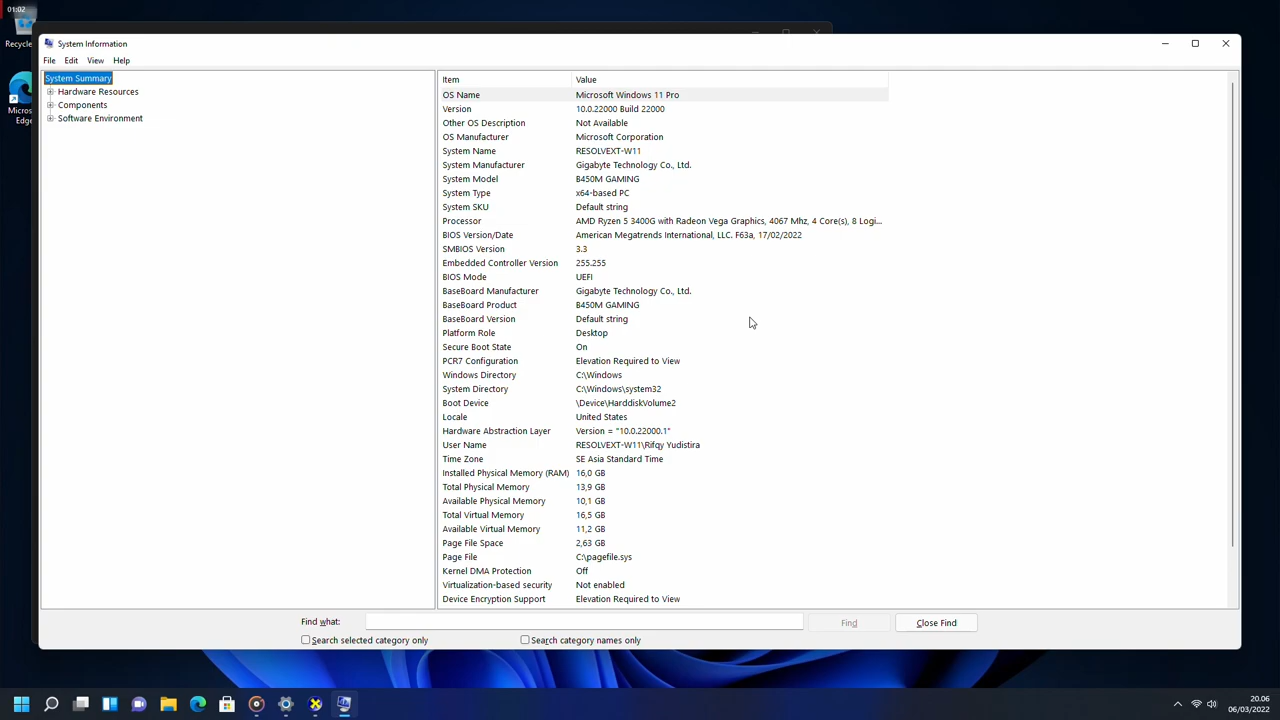 01:02
Recycle
Micros
Edge
System Information
File Edit View Help
System Summary
Hardware Resources
Components
Software Environment
Item Value
OS Name Microsoft Windows 11 Pro
Version 10.0.22000 Build 22000
Other OS Description Not Available
OS Manufacturer Microsoft Corporation
System Name RESOLVEXT-W11
System Manufacturer Gigabyte Technology Co., Ltd.
System Model B450M GAMING
System Type x64-based PC
System SKU Default string
Processor AMD Ryzen 5 3400G with Radeon Vega Graphics, 4067 Mhz, 4 Core(s), 8 Logi...
BIOS Version/Date American Megatrends International, LLC. F63a, 17/02/2022
SMBIOS Version 3.3
Embedded Controller Version 255.255
BIOS Mode UEFI
BaseBoard Manufacturer Gigabyte Technology Co., Ltd.
BaseBoard Product B450M GAMING
BaseBoard Version Default string
Platform Role Desktop
Secure Boot State On
PCR7 Configuration Elevation Required to View
Windows Directory C:\Windows
System Directory C:\Windows\system32
Boot Device \Device\HarddiskVolume2
Locale United States
Hardware Abstraction Layer Version = "10.0.22000.1"
User Name RESOLVEXT-W11\Rifqy Yudistira
Time Zone SE Asia Standard Time
Installed Physical Memory (RAM) 16,0 GB
Total Physical Memory 13,9 GB
Available Physical Memory 10,1 GB
Total Virtual Memory 16,5 GB
Available Virtual Memory 11,2 GB
Page File Space 2,63 GB
Page File C:\pagefile.sys
Kernel DMA Protection Off
Virtualization-based security Not enabled
Device Encryption Support Elevation Required to View
Find what: Find Close Find
Search selected category only Search category names only
20.06
06/03/2022